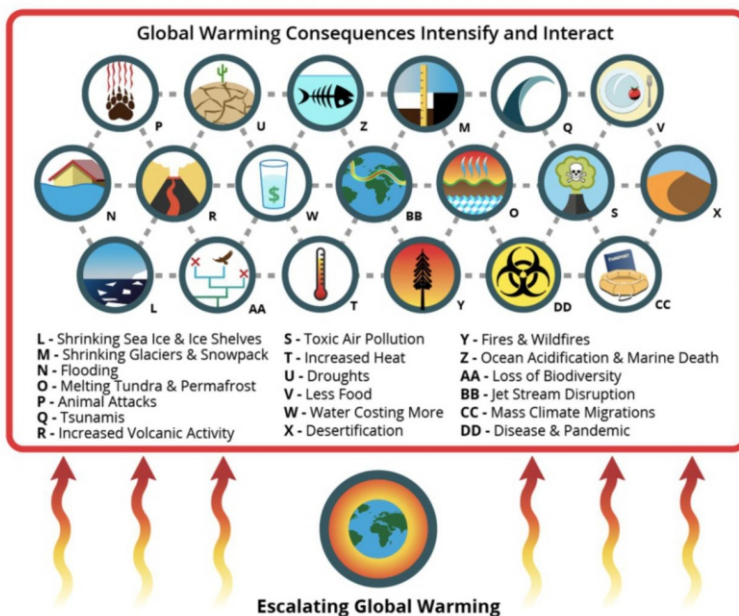 Global Warming Consequences Intensify and Interact
P
U
Z
M
Q
V
N
R
W
$
BB
O
S
X
PASSPORT
L
AA
T
Y
DD
CC
L - Shrinking Sea Ice & Ice Shelves
M - Shrinking Glaciers & Snowpack
N - Flooding
O - Melting Tundra & Permafrost
P - Animal Attacks
Q - Tsunamis
R - Increased Volcanic Activity
S - Toxic Air Pollution
T - Increased Heat
U - Droughts
V - Less Food
W - Water Costing More
X - Desertification
Y - Fires & Wildfires
Z - Ocean Acidification & Marine Death
AA - Loss of Biodiversity
BB - Jet Stream Disruption
CC - Mass Climate Migrations
DD - Disease & Pandemic
Escalating Global Warming